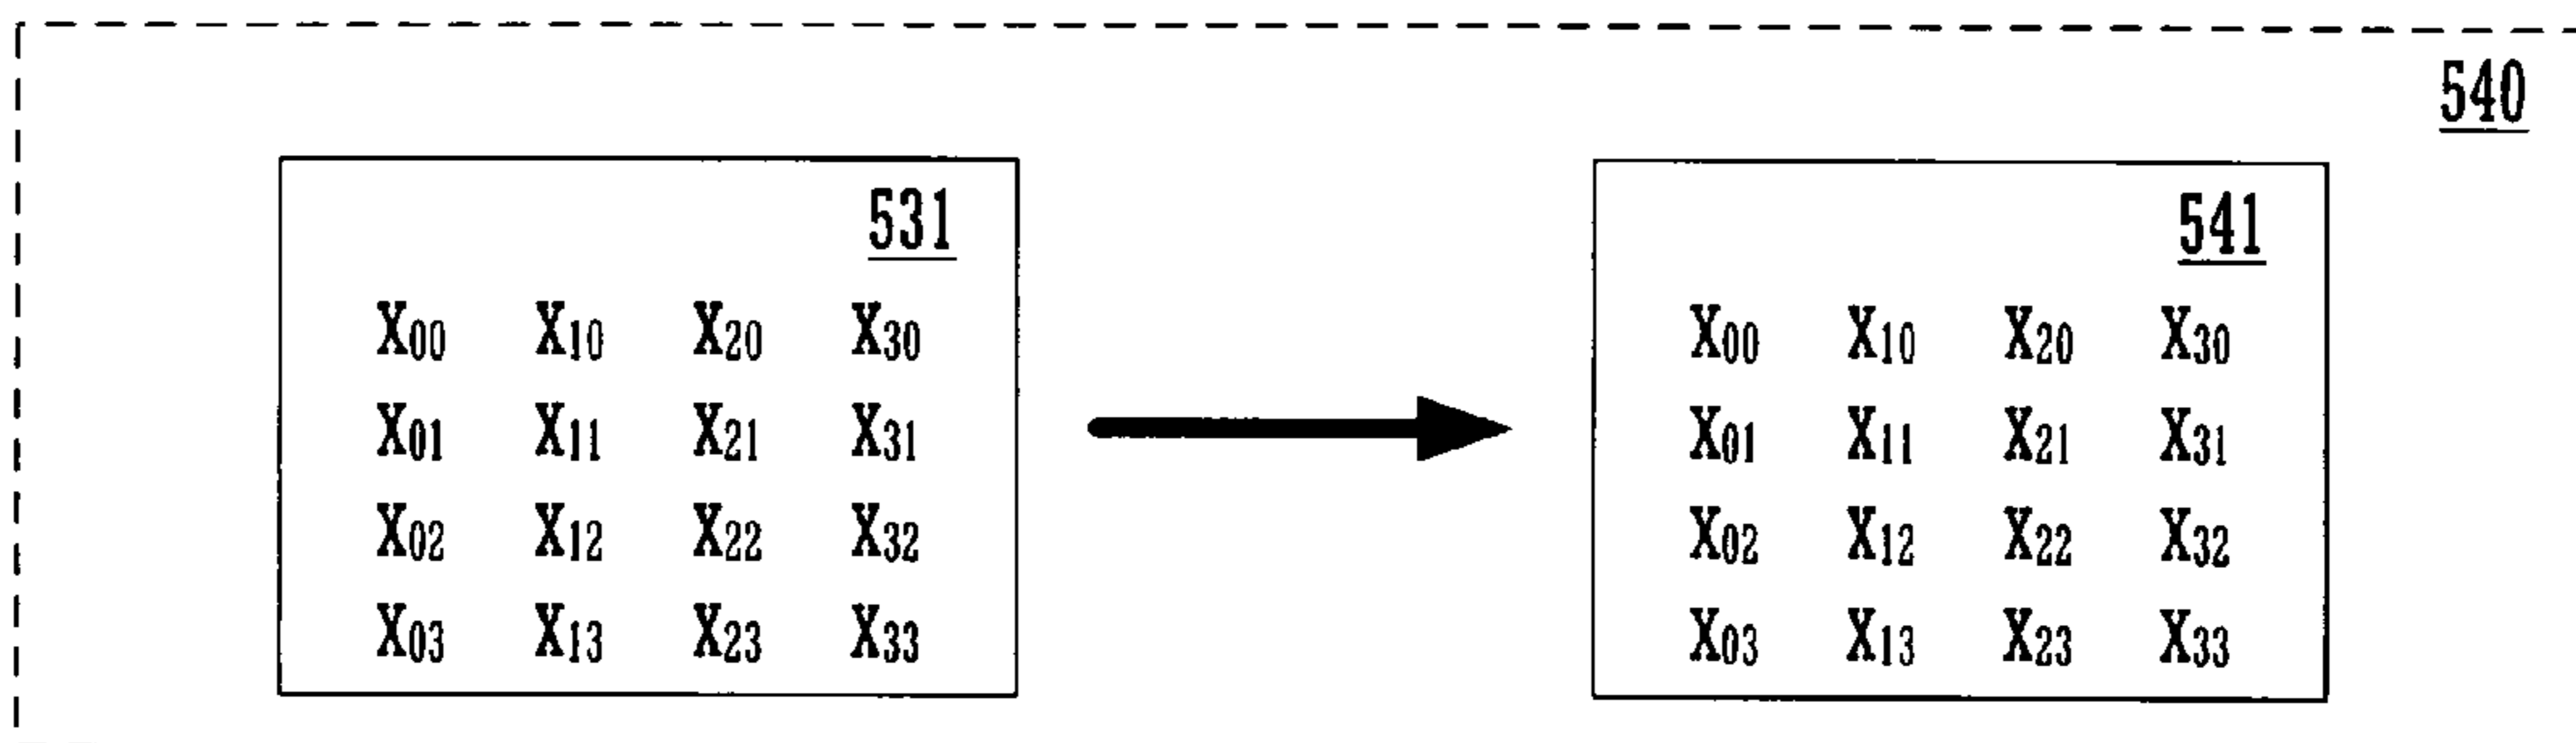 540
531 541
X00 X10 X20 X30 X00 X10 X20 X30
X01 X11 X21 X31 X01 X11 X21 X31
X02 X12 X22 X32 X02 X12 X22 X32
X03 X13 X23 X33 X03 X13 X23 X33